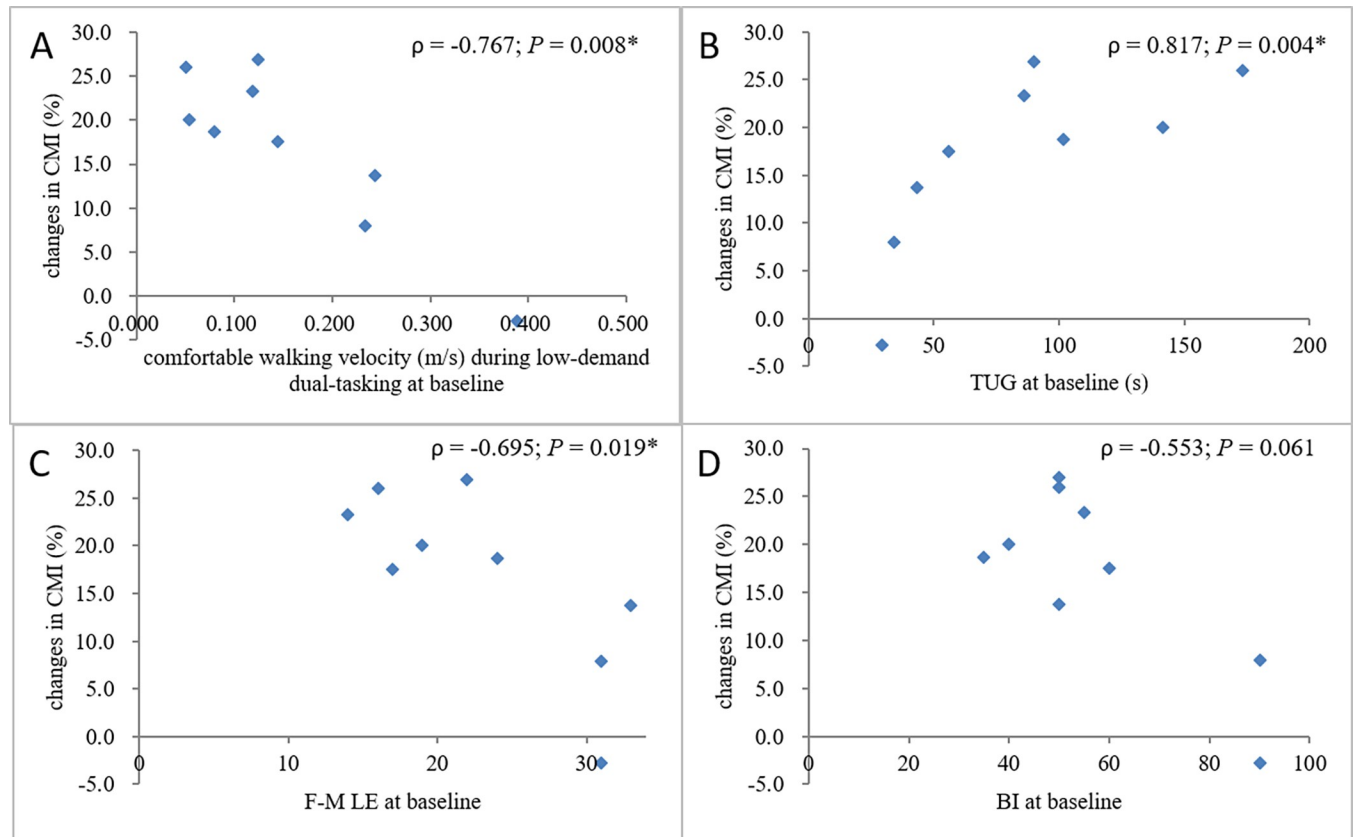 A
ρ = -0.767; P = 0.008*
changes in CMI (%)
30.0
25.0
20.0
15.0
10.0
5.0
0.0
-5.0
0.000 0.100 0.200 0.300 0.400 0.500
comfortable walking velocity (m/s) during low-demand
dual-tasking at baseline
B
ρ = 0.817; P = 0.004*
changes in CMI (%)
30.0
25.0
20.0
15.0
10.0
5.0
0.0
-5.0
0 50 100 150 200
TUG at baseline (s)
C
ρ = -0.695; P = 0.019*
changes in CMI (%)
30.0
25.0
20.0
15.0
10.0
5.0
0.0
-5.0
0 10 20 30
F-M LE at baseline
D
ρ = -0.553; P = 0.061
changes in CMI (%)
30.0
25.0
20.0
15.0
10.0
5.0
0.0
-5.0
0 20 40 60 80 100
BI at baseline